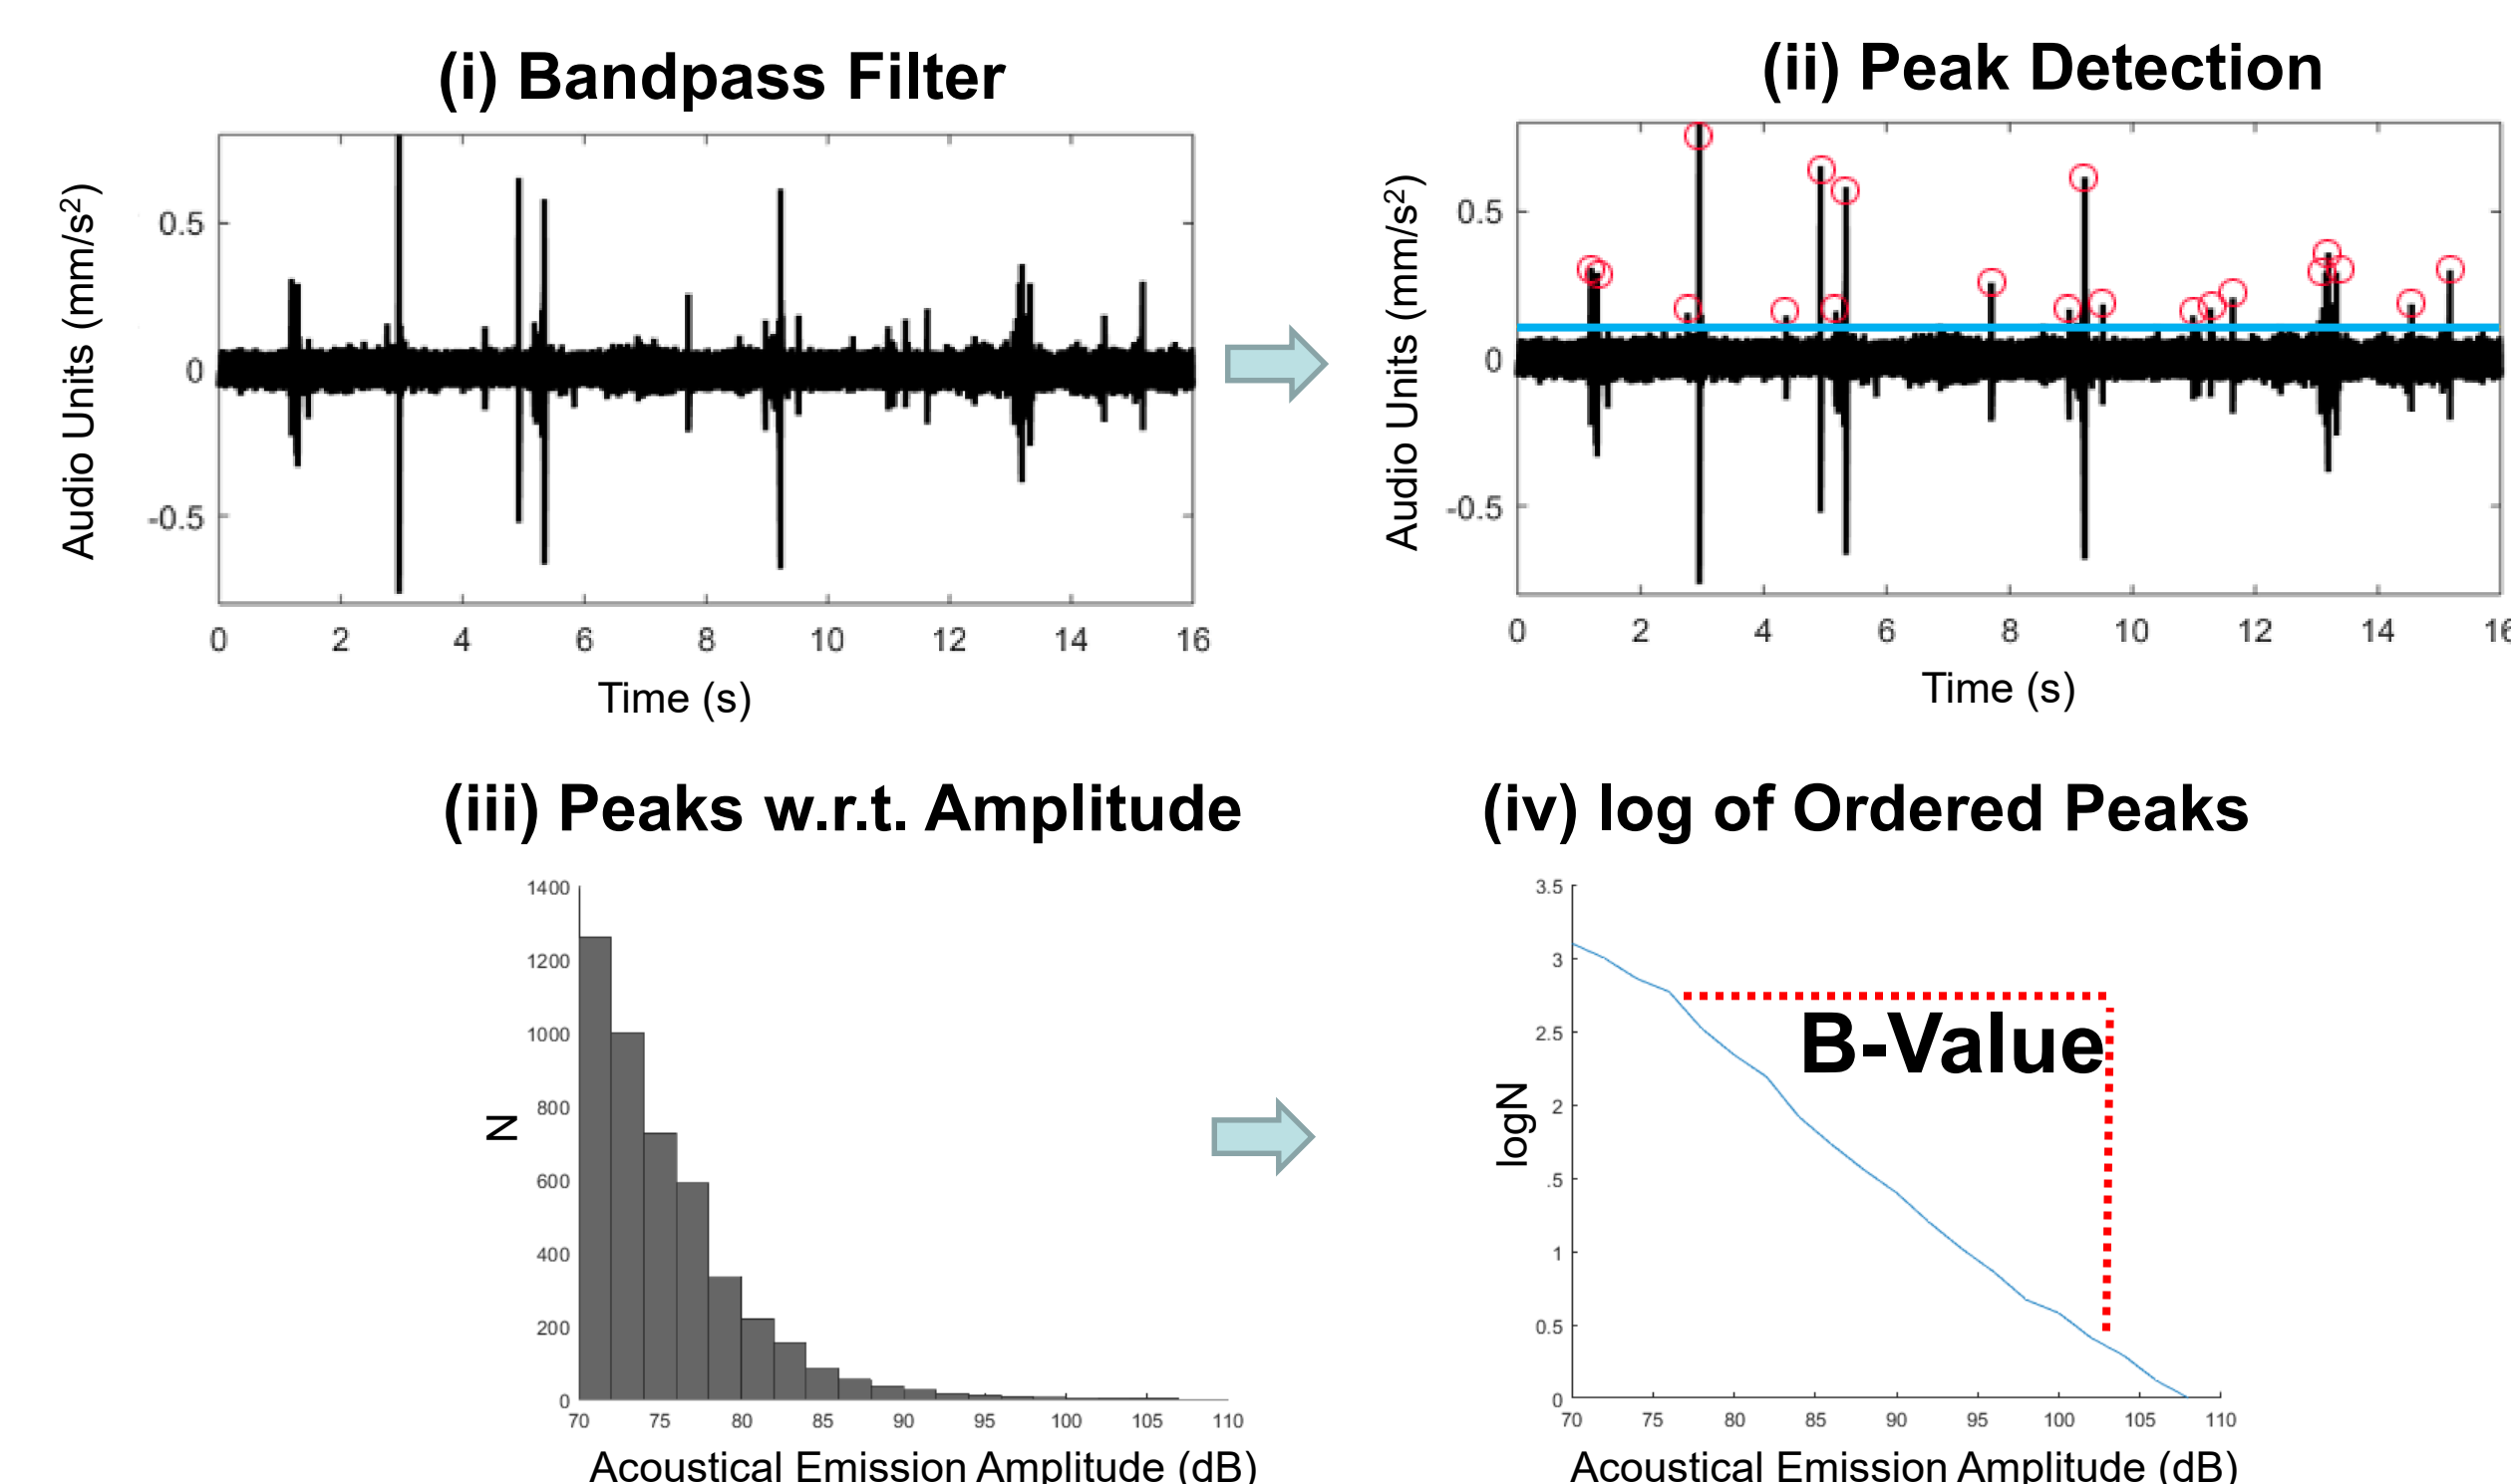 (i) Bandpass Filter
Audio Units (mm/s²)
0.5
0
-0.5
0 2 4 6 8 10 12 14 16
Time (s)
(ii) Peak Detection
Audio Units (mm/s²)
0.5
0
-0.5
0 2 4 6 8 10 12 14 16
Time (s)
(iii) Peaks w.r.t. Amplitude
N
1400
1200
1000
800
600
400
200
0
70 75 80 85 90 95 100 105 110
Acoustical Emission Amplitude (dB)
(iv) log of Ordered Peaks
logN
3.5
3
2.5
2
.5
1
0.5
0
B-Value
70 75 80 85 90 95 100 105 110
Acoustical Emission Amplitude (dB)